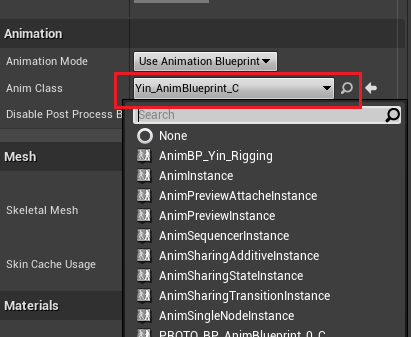 Animation
Animation Mode Use Animation Blueprint
Anim Class Yin_AnimBlueprint_C
Disable Post Process B
Search
None
Mesh
AnimBP_Yin_Rigging
AnimInstance
AnimPreviewAttacheInstance
Skeletal Mesh
AnimPreviewInstance
AnimSequencerInstance
AnimSharingAdditiveInstance
Skin Cache Usage
AnimSharingStateInstance
AnimSharingTransitionInstance
Materials
AnimSingleNodeInstance
PROTO_BP_AnimBlueprint_0_C